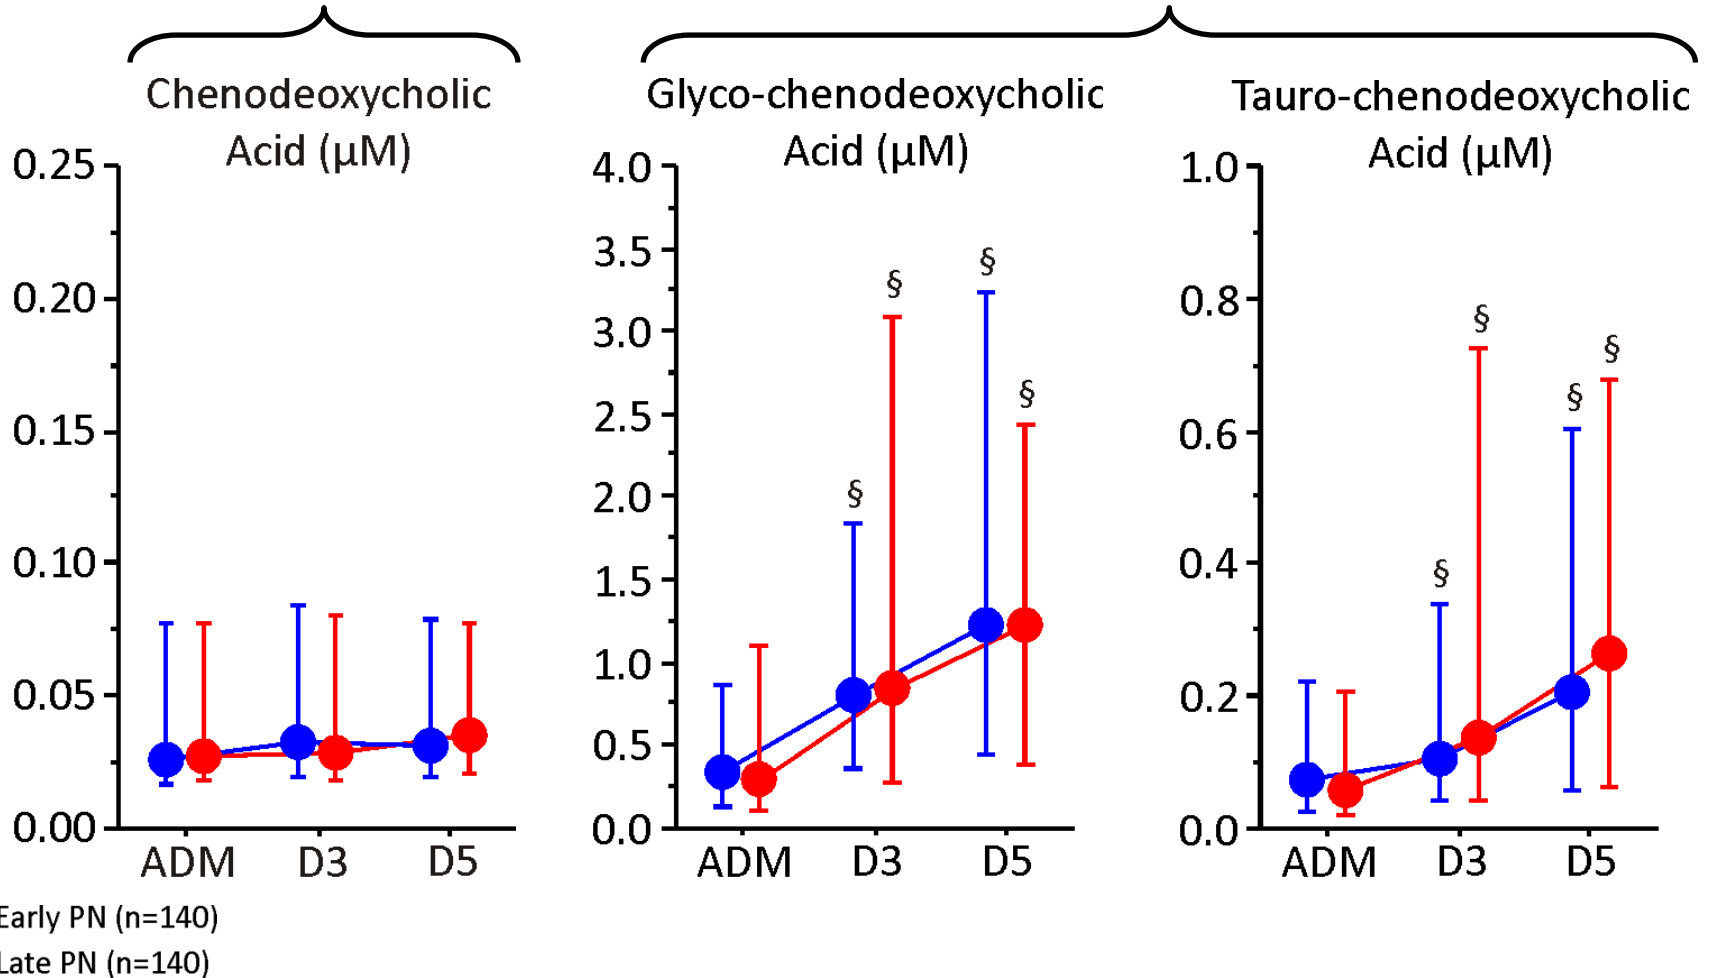 Chenodeoxycholic
Acid (µM)
0.25
0.20
0.15
0.10
0.05
0.00
ADM D3 D5
Glyco-chenodeoxycholic
Acid (µM)
4.0
3.5
3.0
2.5
2.0
1.5
1.0
0.5
0.0
§ § § §
ADM D3 D5
Tauro-chenodeoxycholic
Acid (µM)
1.0
0.8
0.6
0.4
0.2
0.0
§ § § §
ADM D3 D5
Early PN (n=140)
Late PN (n=140)